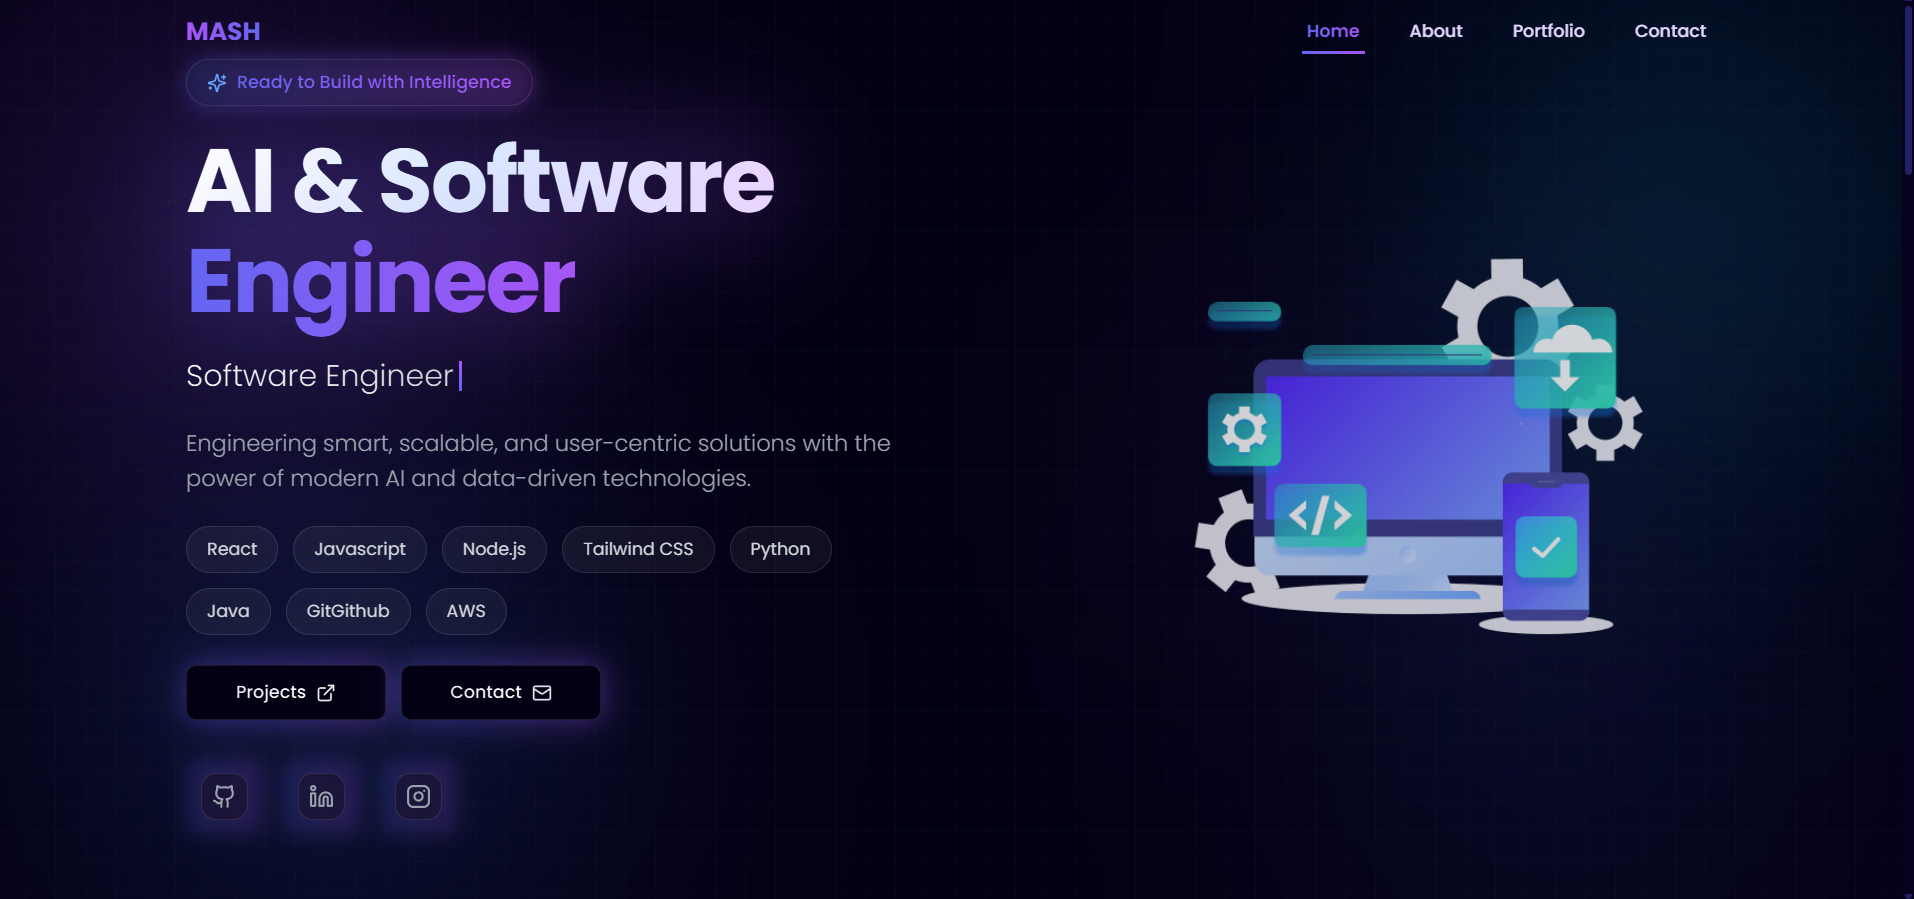 MASH
Home About Portfolio Contact
Ready to Build with Intelligence
AI & Software
Engineer
Software Engineer
Engineering smart, scalable, and user-centric solutions with the
power of modern AI and data-driven technologies.
React Javascript Node.js Tailwind CSS Python
Java GitGithub AWS
Projects Contact
</>